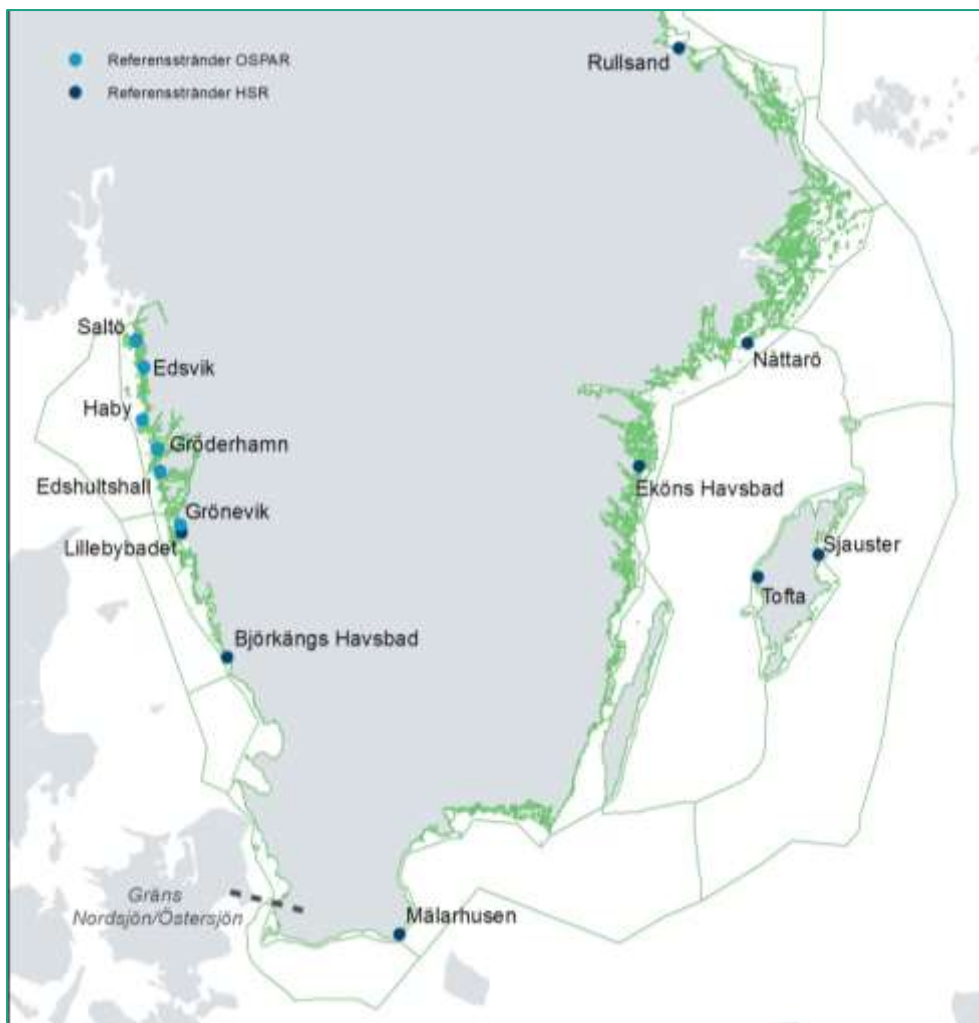 Referensstränder OSPAR
Referensstränder HSR
Rullsand
Saltö
Edsvik
Nåttarö
Haby
Gröderhamn
Edshultshall
Eköns Havsbad
Grönevik
Lillebybadet
Sjauster
Tofta
Björkängs Havsbad
Gräns
Nordsjön/Östersjön
Mälarhusen